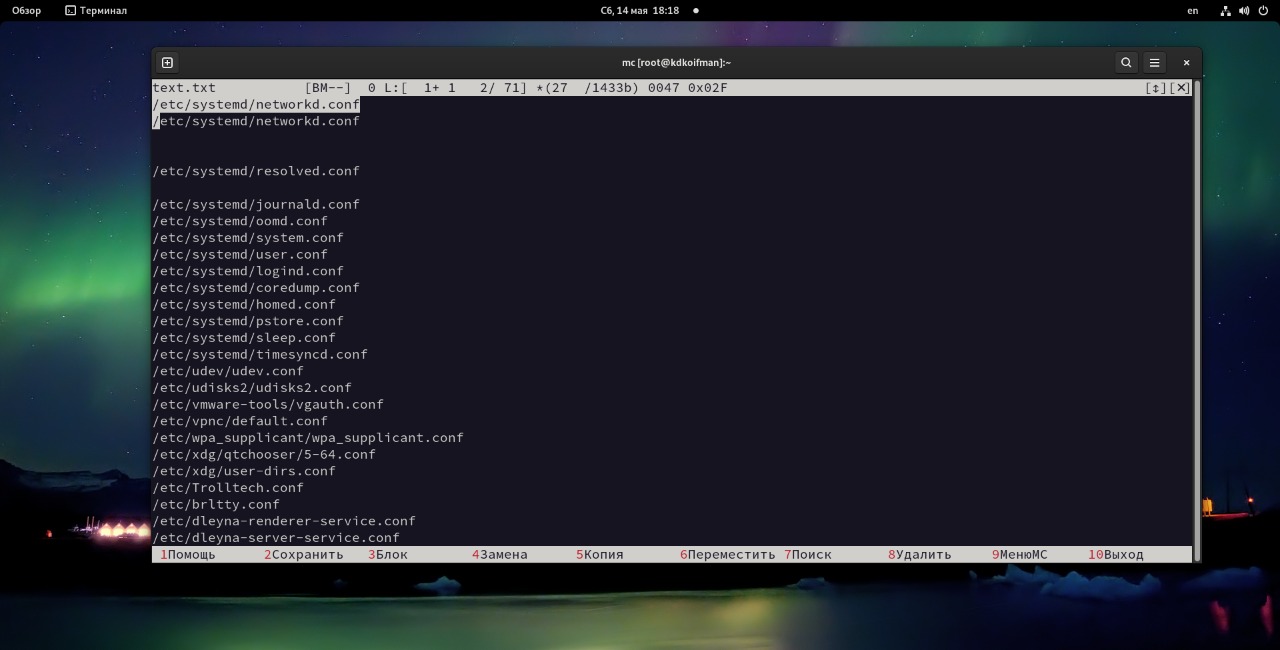 Обзор Терминал Сб, 14 мая 18:18 en
mc [root@kdkoifman]:~
text.txt [BM--] 0 L:[ 1+ 1 2/ 71] *(27 /1433b) 0047 0x02F [↕][✕]
/etc/systemd/networkd.conf
/etc/systemd/networkd.conf
/etc/systemd/resolved.conf
/etc/systemd/journald.conf
/etc/systemd/oomd.conf
/etc/systemd/system.conf
/etc/systemd/user.conf
/etc/systemd/logind.conf
/etc/systemd/coredump.conf
/etc/systemd/homed.conf
/etc/systemd/pstore.conf
/etc/systemd/sleep.conf
/etc/systemd/timesyncd.conf
/etc/udev/udev.conf
/etc/udisks2/udisks2.conf
/etc/vmware-tools/vgauth.conf
/etc/vpnc/default.conf
/etc/wpa_supplicant/wpa_supplicant.conf
/etc/xdg/qtchooser/5-64.conf
/etc/xdg/user-dirs.conf
/etc/Trolltech.conf
/etc/brltty.conf
/etc/dleyna-renderer-service.conf
/etc/dleyna-server-service.conf
1Помощь 2Сохранить 3Блок 4Замена 5Копия 6Переместить 7Поиск 8Удалить 9МенюMC 10Выход